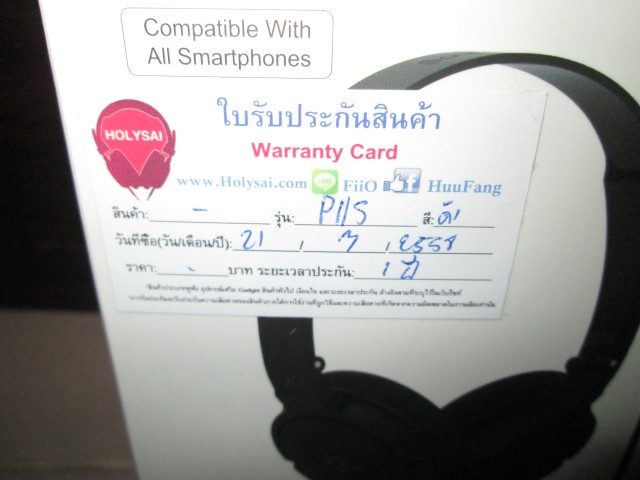 Compatible With
All Smartphones
HOLYSAI
ใบรับประกันสินค้า
Warranty Card
www.Holysai.com LINE FiiO f HuuFang
สินค้า: - รุ่น: P11S สี: ดำ
วันที่ซื้อ(วัน/เดือน/ปี): 21 / 3 / 2558
ราคา: - บาท ระยะเวลาประกัน: 1 ปี